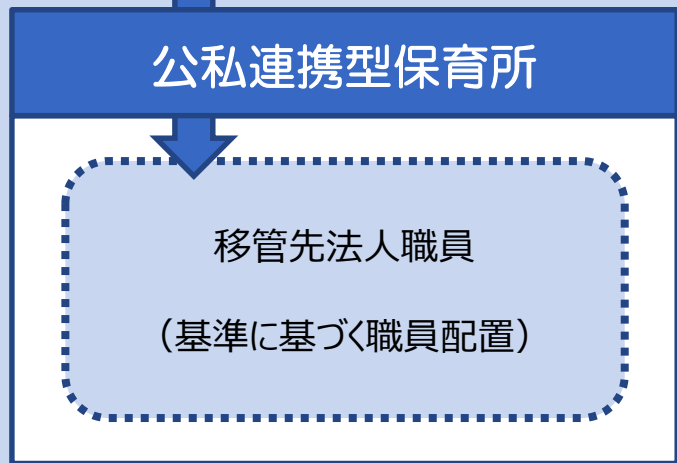 公私連携型保育所
移管先法人職員
（基準に基づく職員配置）